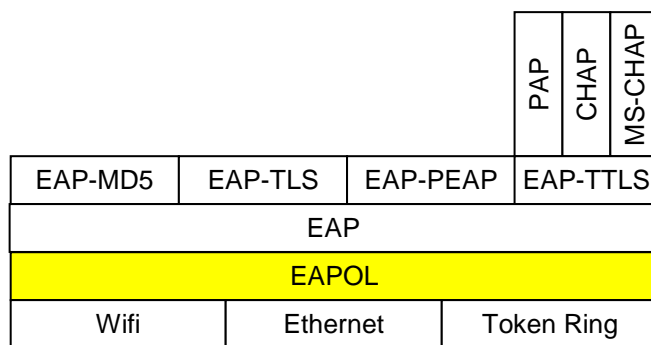 PAP
CHAP
MS-CHAP
EAP-MD5 EAP-TLS EAP-PEAP EAP-TTLS
EAP
EAPOL
Wifi Ethernet Token Ring